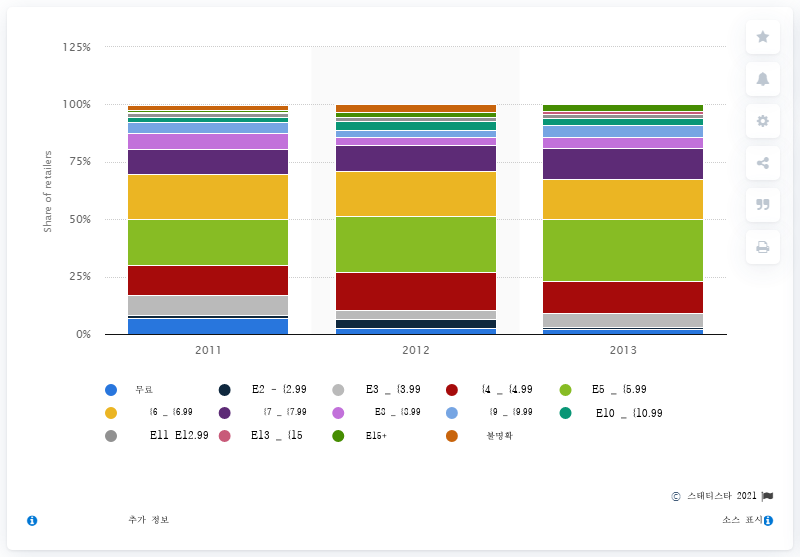 125%
100%
75%
50%
25%
0%
Share of retailers
2011 2012 2013
무료 E2 - {2.99 E3 _ {3.99 {4 _ {4.99 E5 _ {5.99
{6 _ {6.99 {7 _ {7.99 E8 _ {8.99 {9 _ {9.99 E10 _ {10.99
E11 E12.99 E13 _ {15 E15+ 불명확
© 스태티스타 2021
추가 정보 소스 표시